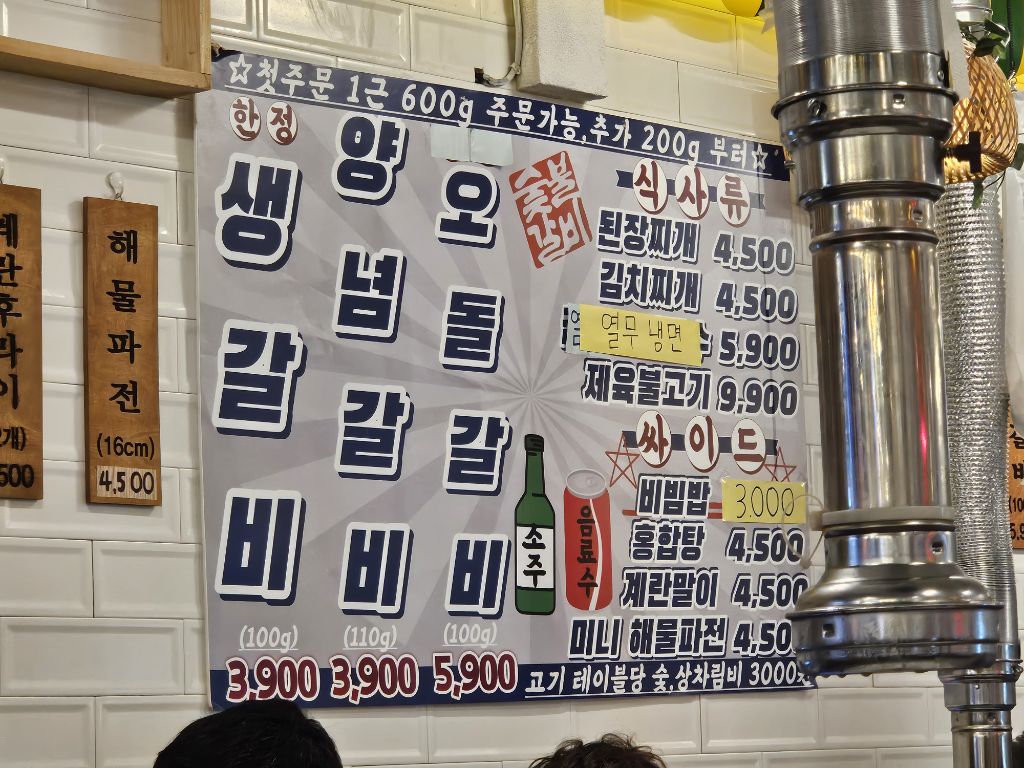 ☆첫주문 1근 600g 주문가능,추가 200g 부터☆
한정
생갈비
(100g)
3,900
양념갈비
(110g)
3,900
오돌갈비
(100g)
5,900
숯불갈비
식사류
된장찌개 4,500
김치찌개 4,500
열무 냉면 5,900
제육불고기 9,900
싸이드
비빔밥 3.000
홍합탕 4,500
계란말이 4,500
미니 해물파전 4,50
소주
음료수
고기 테이블당 숯,상차림비 3000
해물파전
(16cm)
4,500
계란후라이
500